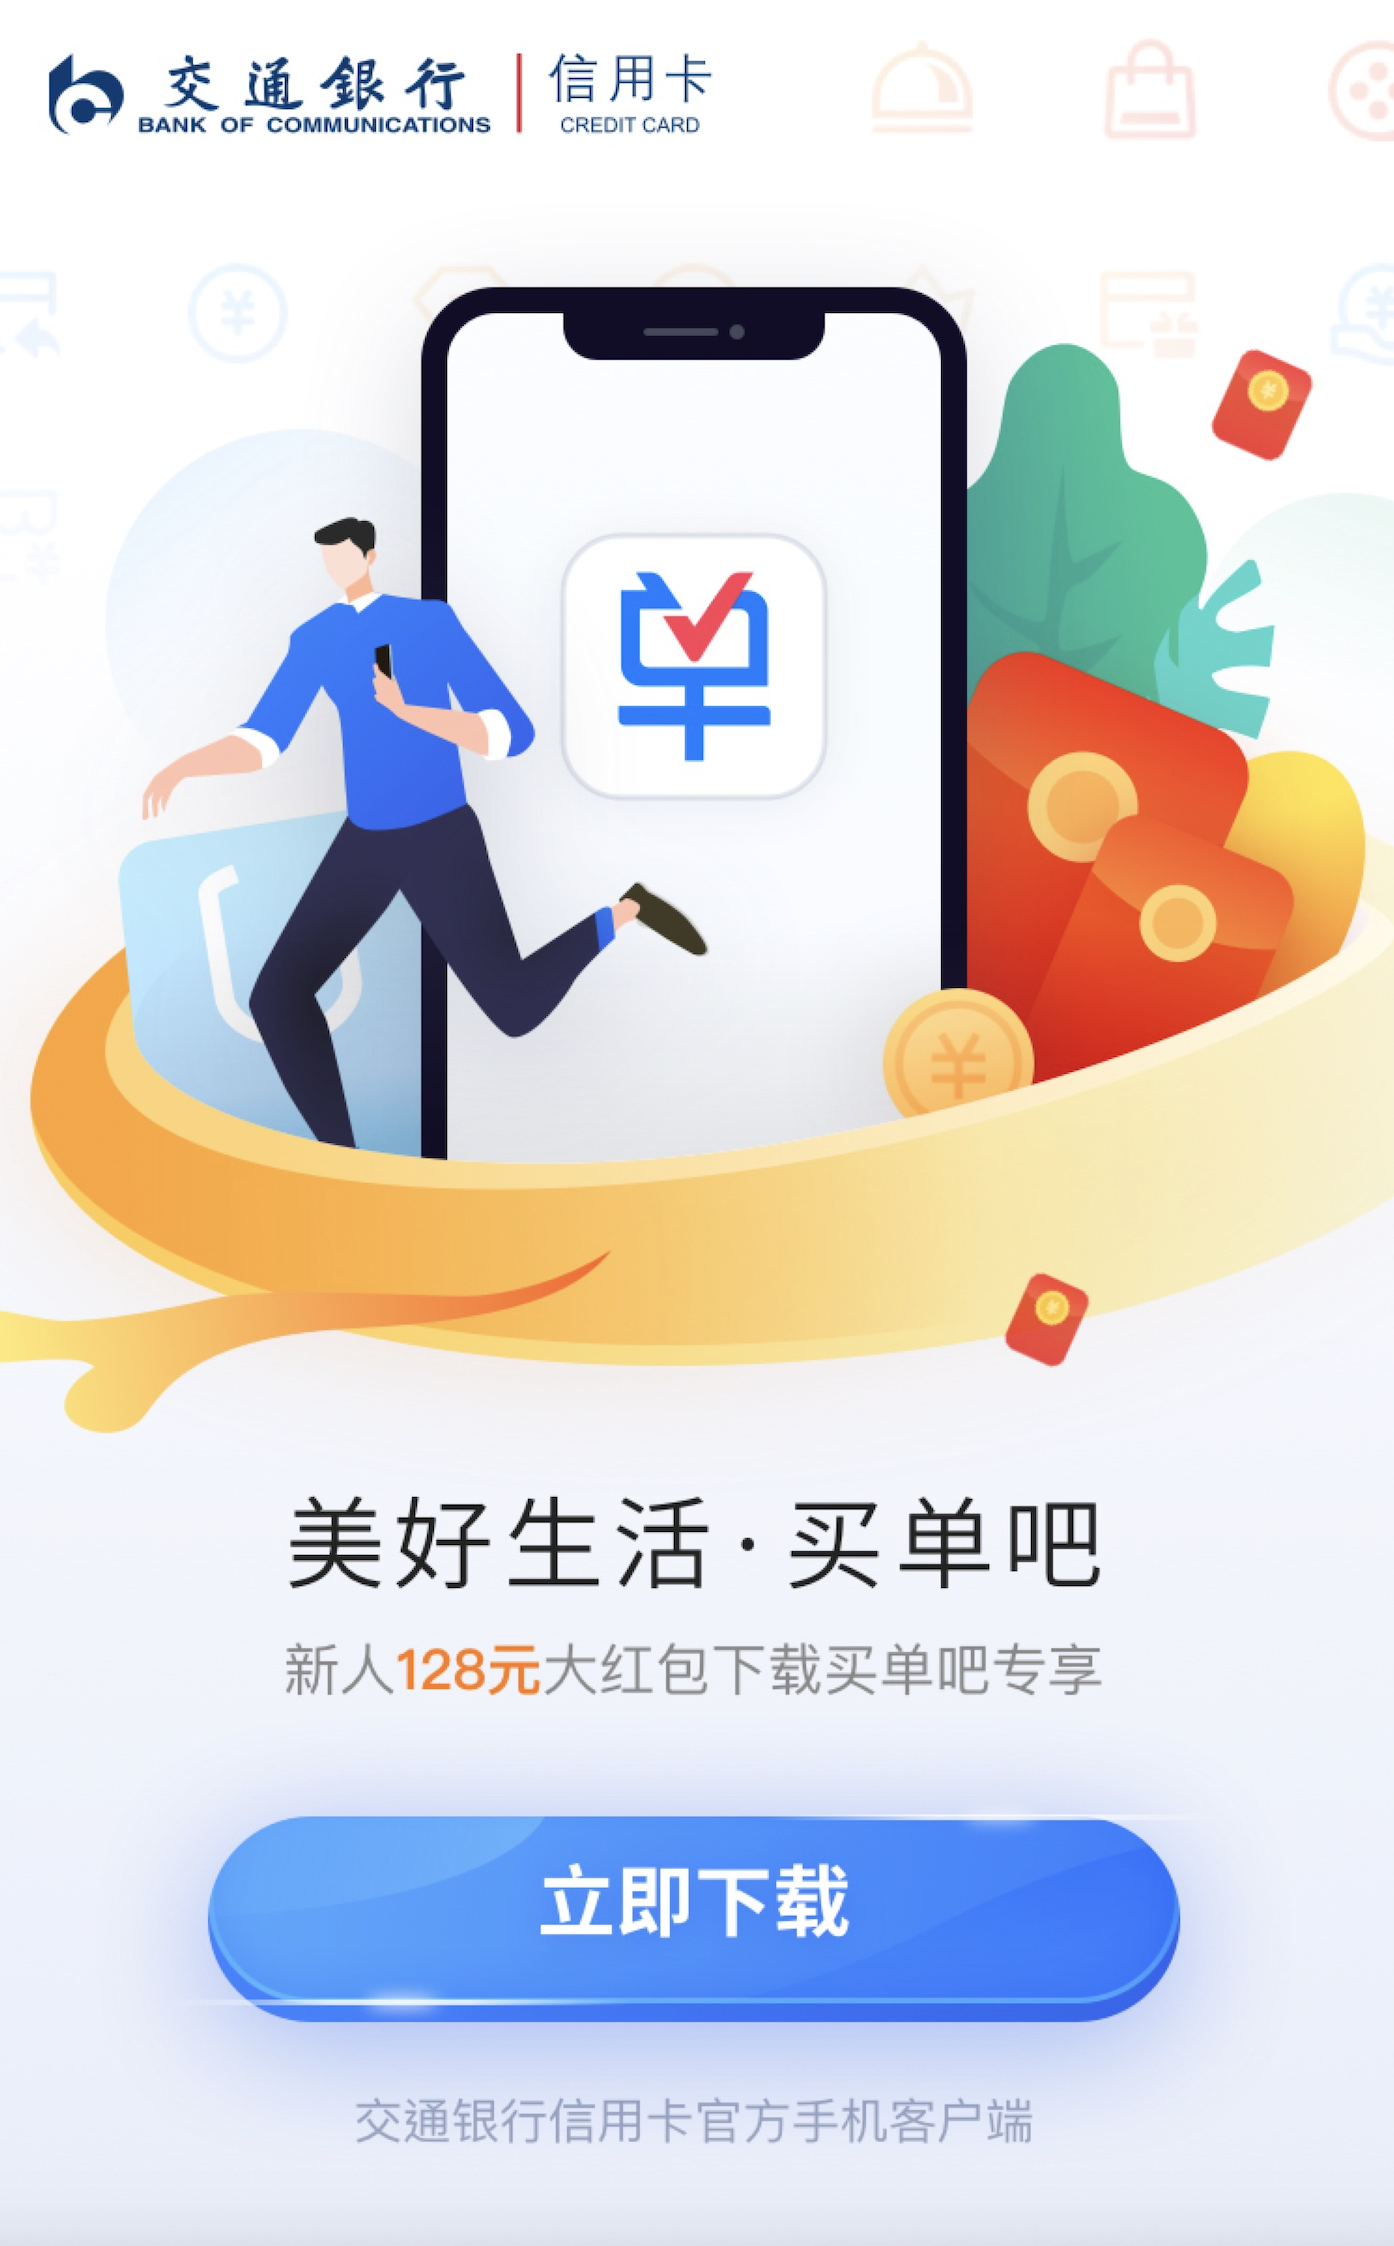 交通銀行
BANK OF COMMUNICATIONS
信用卡
CREDIT CARD
单
美好生活·买单吧
新人128元大红包下载买单吧专享
立即下载
交通银行信用卡官方手机客户端